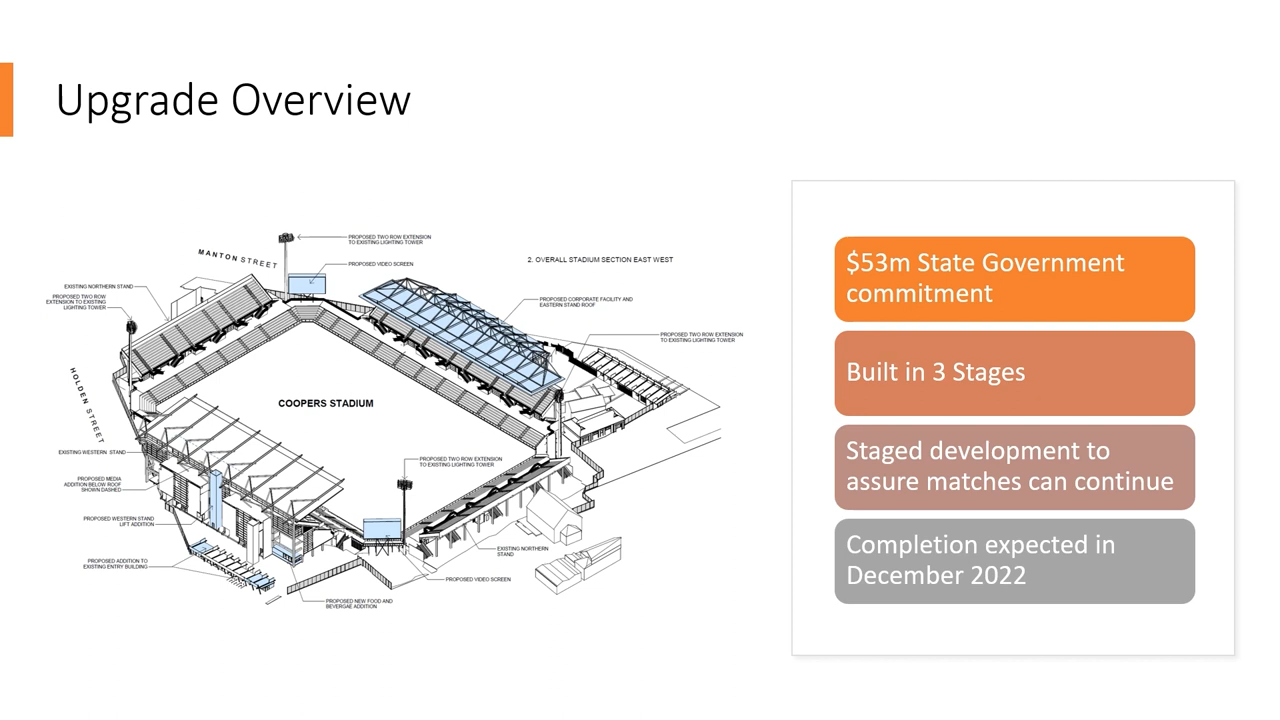 Upgrade Overview
PROPOSED TWO ROW EXTENSION
TO EXISTING LIGHTING TOWER
MANTON STREET
2. OVERALL STADIUM SECTION EAST WEST
PROPOSED VIDEO SCREEN
EXISTING NORTHERN STAND
PROPOSED TWO ROW
EXTENSION TO EXISTING
LIGHTING TOWER
PROPOSED CORPORATE FACILITY AND
EASTERN STAND ROOF
PROPOSED TWO ROW EXTENSION
TO EXISTING LIGHTING TOWER
HOLDEN STREET
COOPERS STADIUM
EXISTING WESTERN STAND
PROPOSED TWO ROW EXTENSION
TO EXISTING LIGHTING TOWER
PROPOSED MEDIA
ADDITION BELOW ROOF
SHOWN DASHED
PROPOSED WESTERN STAND
LIFT ADDITION
EXISTING NORTHERN
STAND
PROPOSED ADDITION TO
EXISTING ENTRY BUILDING
PROPOSED VIDEO SCREEN
PROPOSED NEW FOOD AND
BEVERGAE ADDITION
$53m State Government
commitment
Built in 3 Stages
Staged development to
assure matches can continue
Completion expected in
December 2022